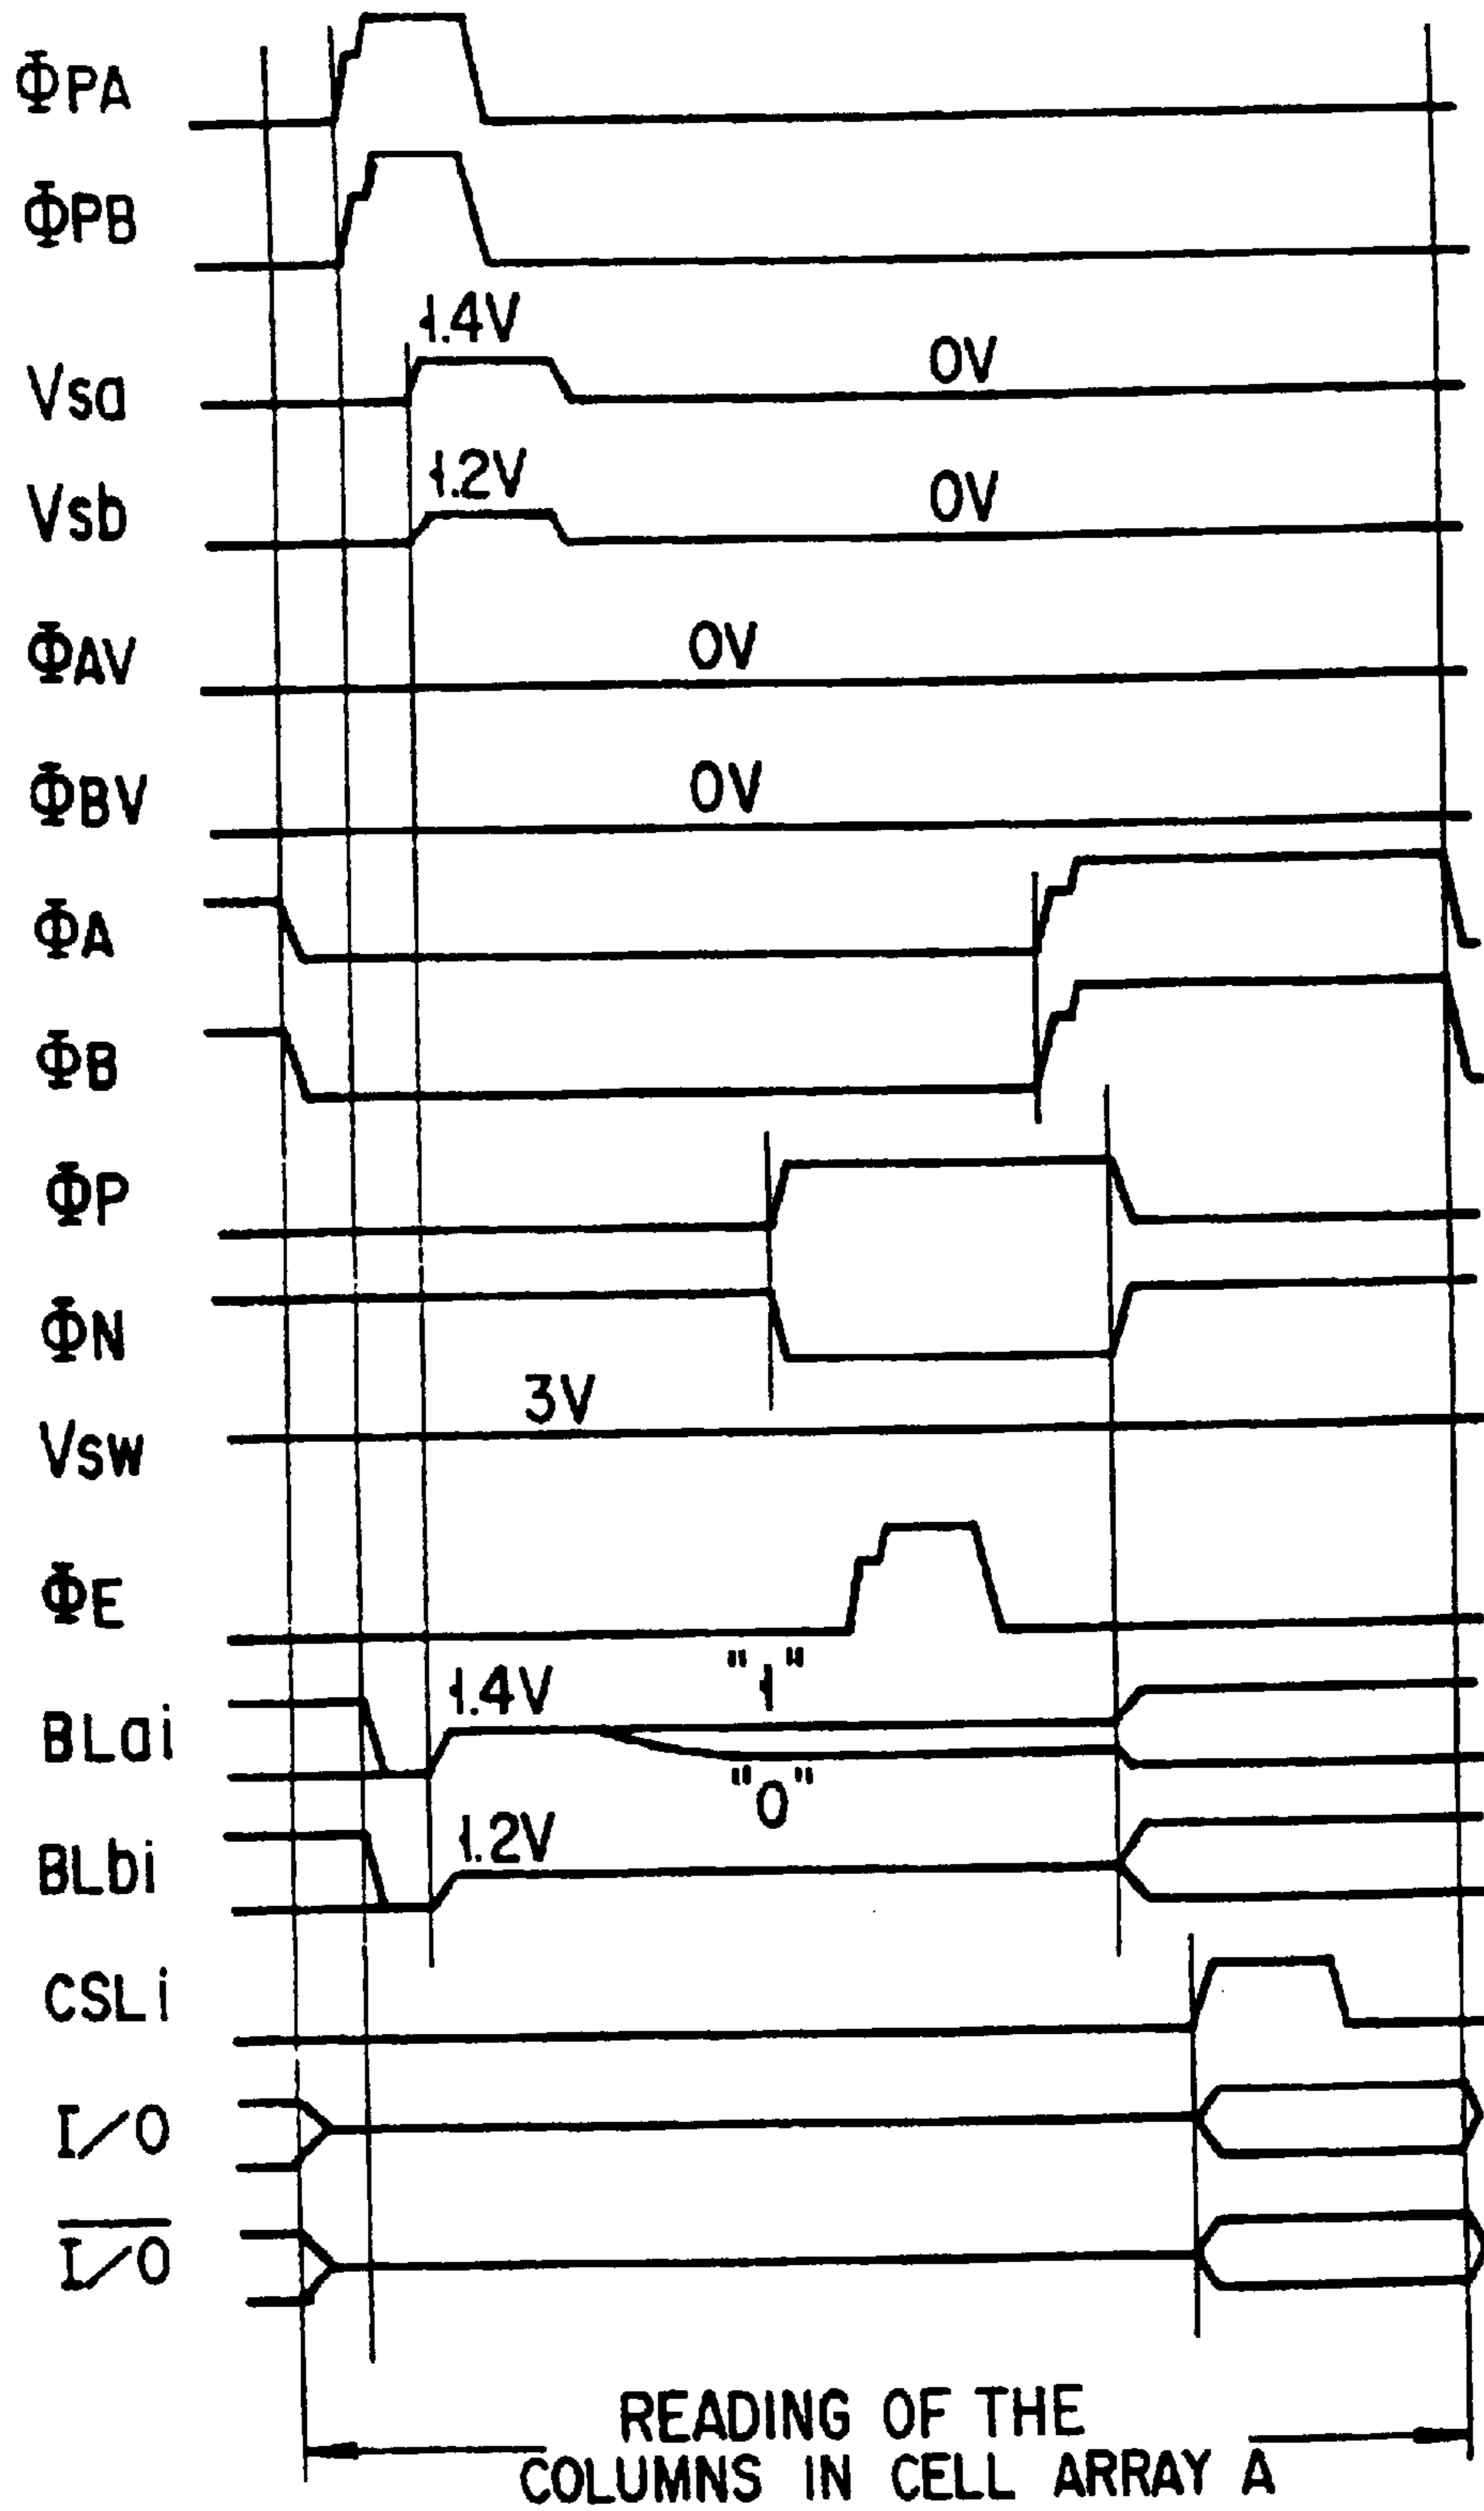 ΦPA
ΦPB
1.4V
Vsa
0V
1.2V
Vsb
0V
ΦAV
0V
ΦBV
0V
ΦA
ΦB
ΦP
ΦN
3V
Vsw
ΦE
BLai
1.4V
"1"
"0"
BLbi
1.2V
CSLi
I/O
I/O
READING OF THE
COLUMNS IN CELL ARRAY A